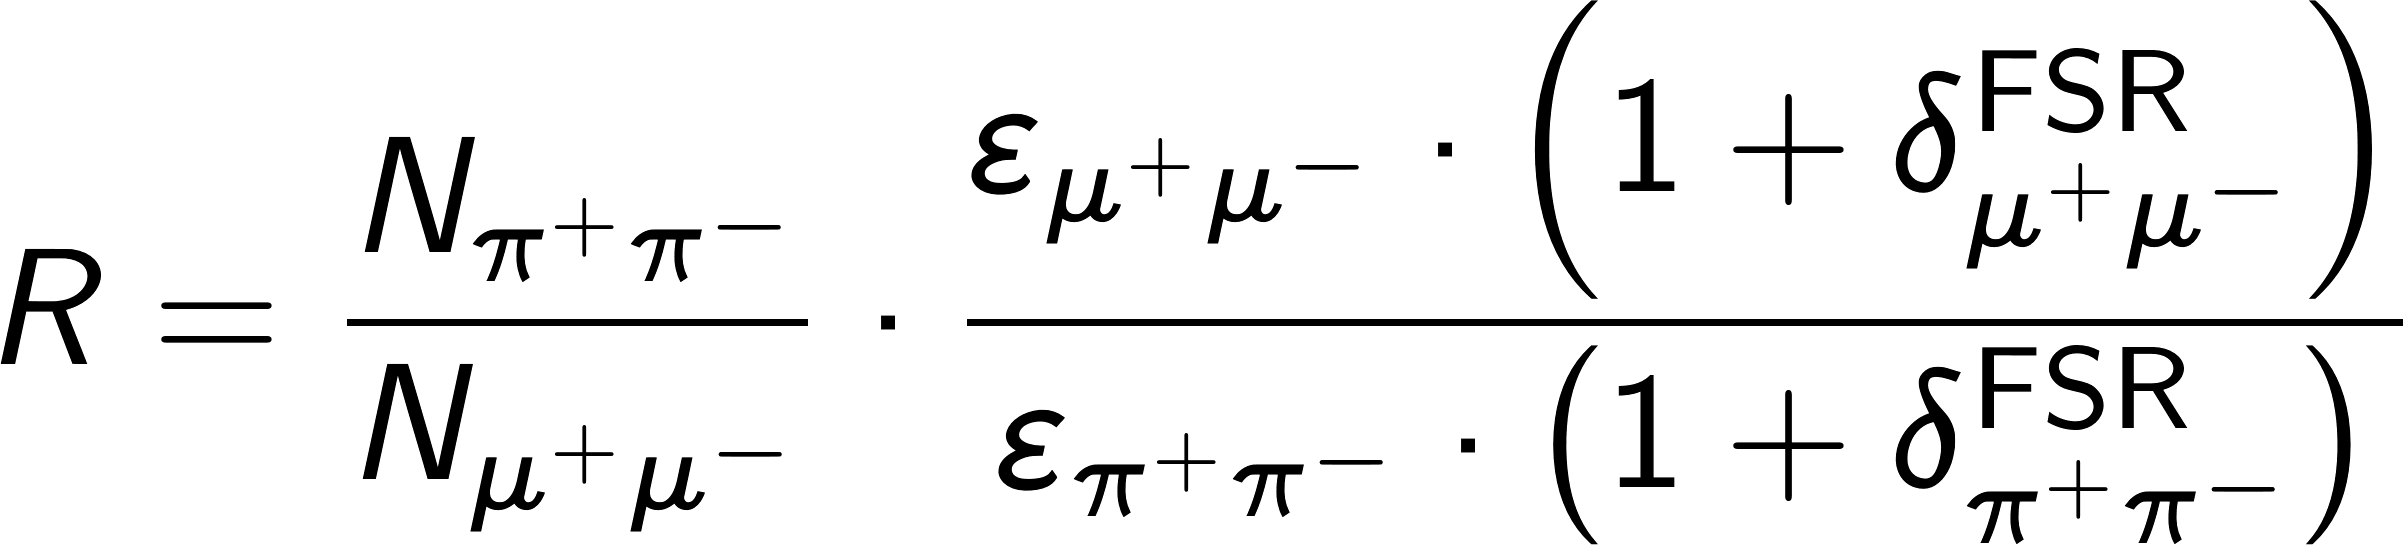 R = \frac{N_{\pi^+\pi^-}}{N_{\mu^+\mu^-}} \cdot \frac{\varepsilon_{\mu^+\mu^-} \cdot \left(1 + \delta^{\mathsf{FSR}}_{\mu^+\mu^-}\right)}{\varepsilon_{\pi^+\pi^-} \cdot \left(1 + \delta^{\mathsf{FSR}}_{\pi^+\pi^-}\right)}